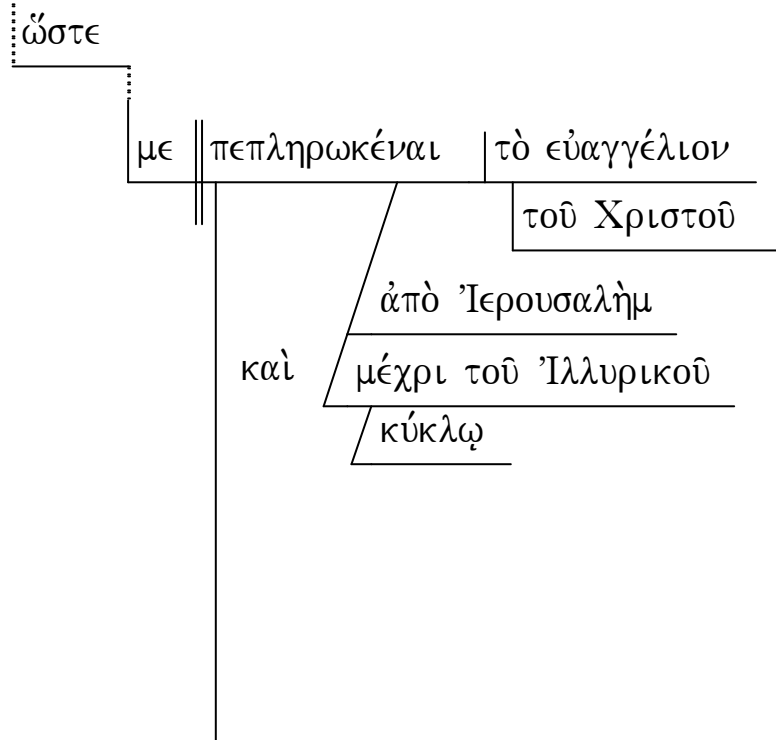 ὥστε
με πεπληρωκέναι τὸ εὐαγγέλιον
τοῦ Χριστοῦ
ἀπὸ Ἰερουσαλὴμ
καὶ μέχρι τοῦ Ἰλλυρικοῦ
κύκλῳ